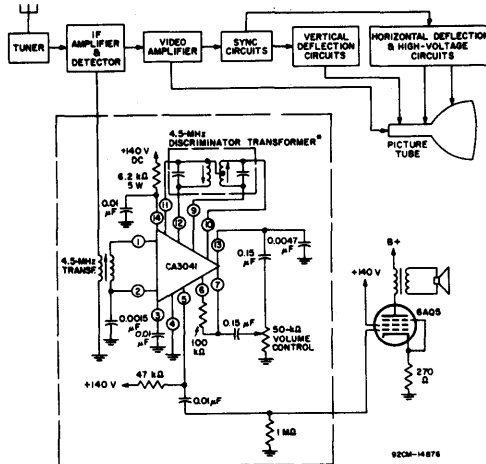 TUNER
IF
AMPLIFIER
&
DETECTOR
VIDEO
AMPLIFIER
SYNC
CIRCUITS
VERTICAL
DEFLECTION
CIRCUITS
HORIZONTAL DEFLECTION
& HIGH-VOLTAGE
CIRCUITS
PICTURE
TUBE
4.5-MHz
DISCRIMINATOR TRANSFORMER*
+140 V
DC
6.2 kΩ
5 W
0.01
µF
11
12
9
10
14
13
4.5-MHz
TRANSF.
1
2
CA3041
3
4
5
6
7
0.0015
µF
0.01
µF
100
kΩ
0.15
µF
0.15 µF
0.0047
µF
50-kΩ
VOLUME
CONTROL
+140 V
47 kΩ
0.01µF
1 MΩ
B+
+140 V
6AQ5
270
Ω
92CM-14876